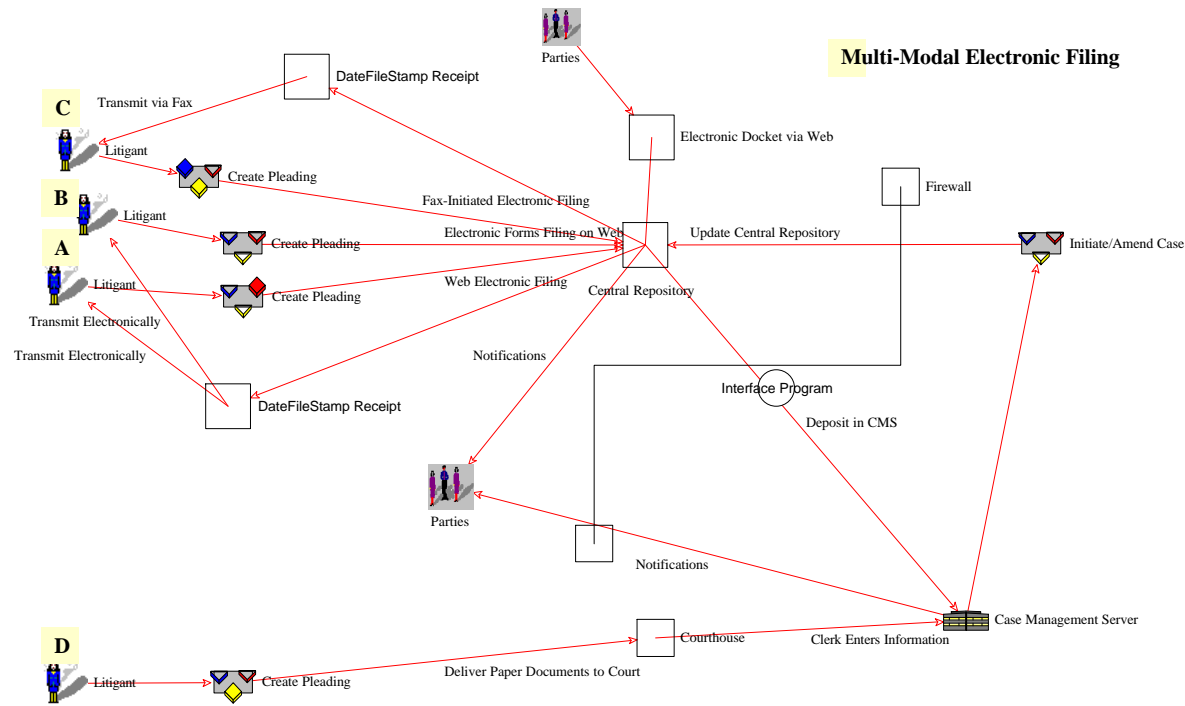 Parties
Multi-Modal Electronic Filing
DateFileStamp Receipt
C
Transmit via Fax
Electronic Docket via Web
Litigant
Create Pleading
Firewall
B
Fax-Initiated Electronic Filing
Litigant
Electronic Forms Filing on Web
Update Central Repository
A
Create Pleading
Initiate/Amend Case
Litigant
Web Electronic Filing
Central Repository
Create Pleading
Transmit Electronically
Transmit Electronically
Notifications
Interface Program
DateFileStamp Receipt
Deposit in CMS
Parties
Notifications
Case Management Server
D
Courthouse
Clerk Enters Information
Deliver Paper Documents to Court
Litigant
Create Pleading